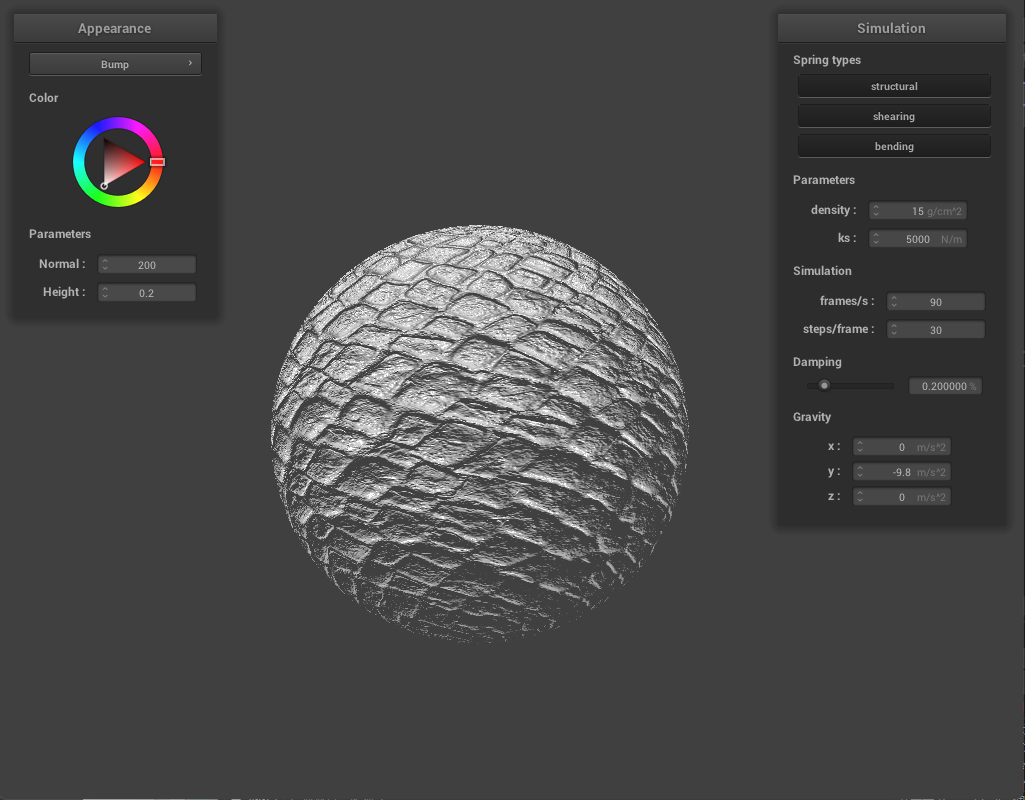 Appearance
Bump
Color
Parameters
Normal : 200
Height : 0.2
Simulation
Spring types
structural
shearing
bending
Parameters
density : 15 g/cm^2
ks : 5000 N/m
Simulation
frames/s : 90
steps/frame : 30
Damping
0.200000 %
Gravity
x : 0 m/s^2
y : -9.8 m/s^2
z : 0 m/s^2